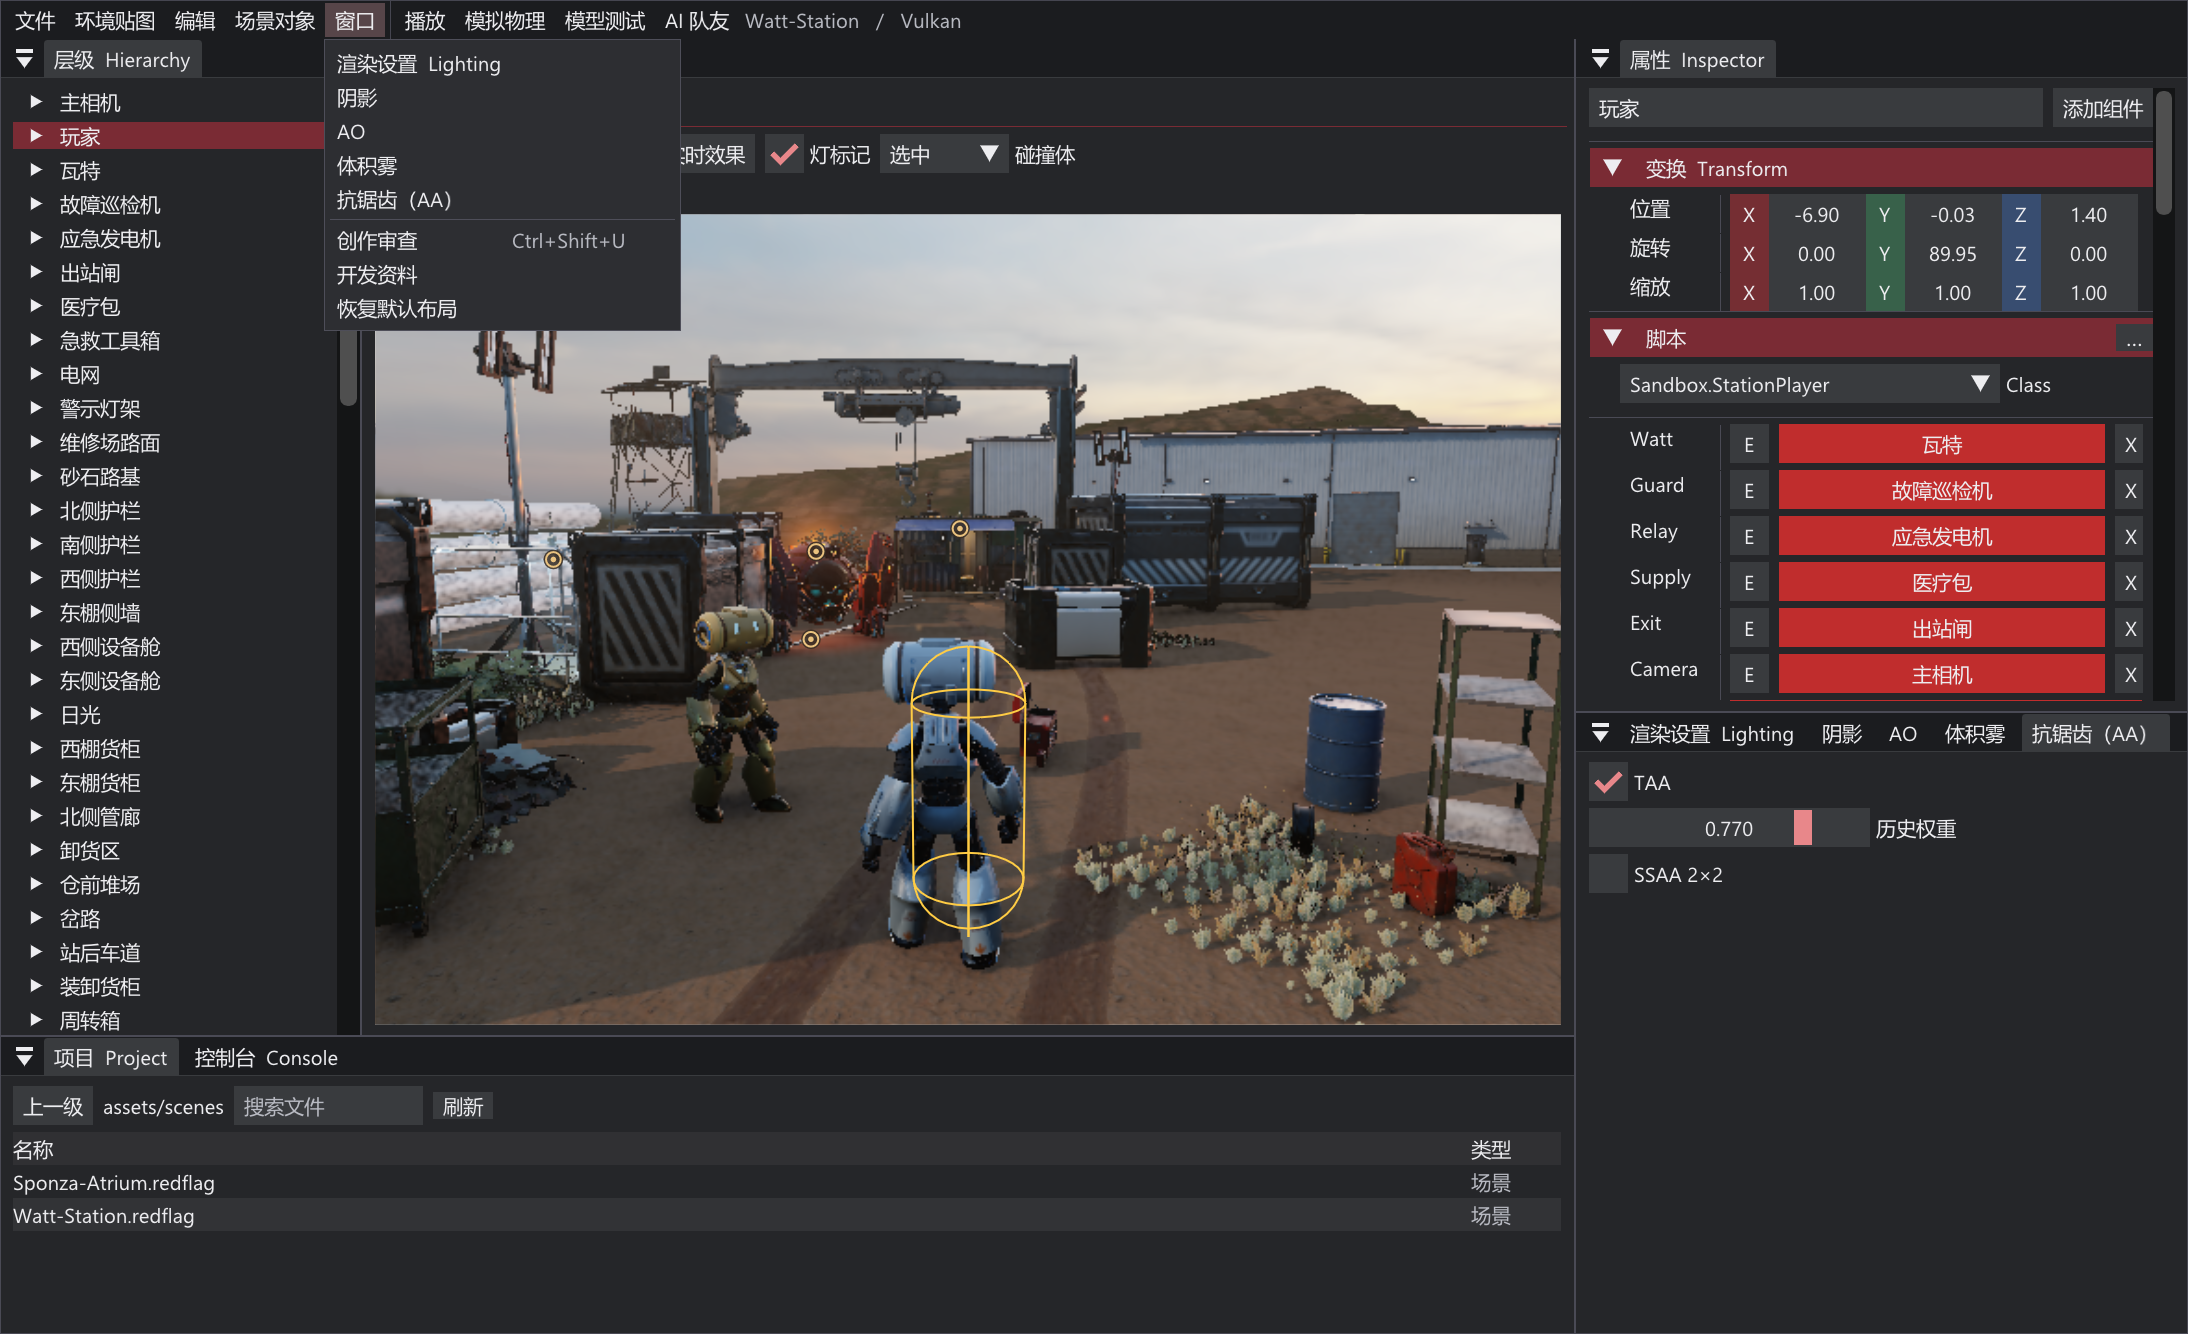 文件 环境贴图 编辑 场景对象 窗口 播放 模拟物理 模型测试 AI 队友 Watt-Station / Vulkan
层级 Hierarchy
主相机
玩家
瓦特
故障巡检机
应急发电机
出站闸
医疗包
急救工具箱
电网
警示灯架
维修场路面
砂石路基
北侧护栏
南侧护栏
西侧护栏
东棚侧墙
西侧设备舱
东侧设备舱
日光
西棚货柜
东棚货柜
北侧管廊
卸货区
仓前堆场
岔路
站后车道
装卸货柜
周转箱
渲染设置 Lighting
阴影
AO
体积雾
抗锯齿（AA）
创作审查 Ctrl+Shift+U
开发资料
恢复默认布局
时效果 灯标记 选中 碰撞体
属性 Inspector
玩家 添加组件
变换 Transform
位置 X -6.90 Y -0.03 Z 1.40
旋转 X 0.00 Y 89.95 Z 0.00
缩放 X 1.00 Y 1.00 Z 1.00
脚本 ...
Sandbox.StationPlayer Class
Watt E 瓦特 X
Guard E 故障巡检机 X
Relay E 应急发电机 X
Supply E 医疗包 X
Exit E 出站闸 X
Camera E 主相机 X
渲染设置 Lighting 阴影 AO 体积雾 抗锯齿（AA）
TAA
0.770 历史权重
SSAA 2×2
项目 Project 控制台 Console
上一级 assets/scenes 搜索文件 刷新
名称 类型
Sponza-Atrium.redflag 场景
Watt-Station.redflag 场景